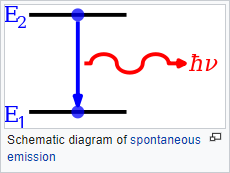 E₂
ħν
E₁
Schematic diagram of spontaneous
emission